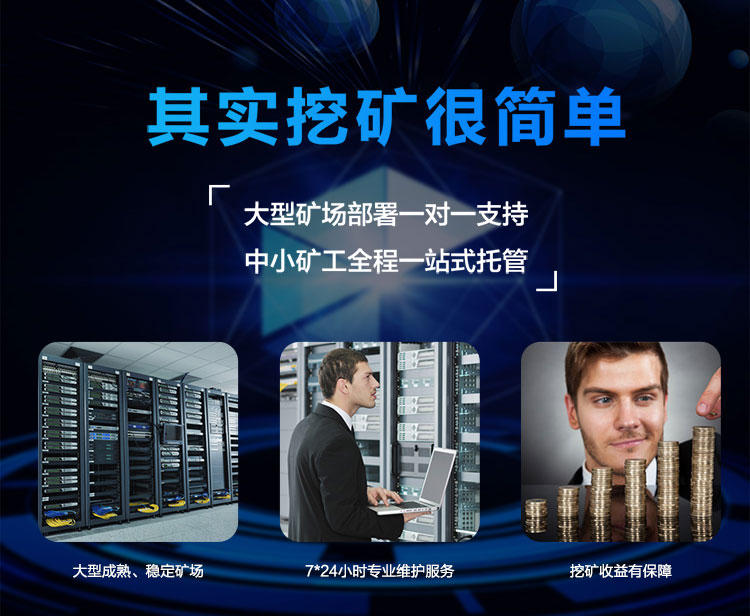 其实挖矿很简单
大型矿场部署一对一支持
中小矿工全程一站式托管
大型成熟、稳定矿场
7*24小时专业维护服务
挖矿收益有保障